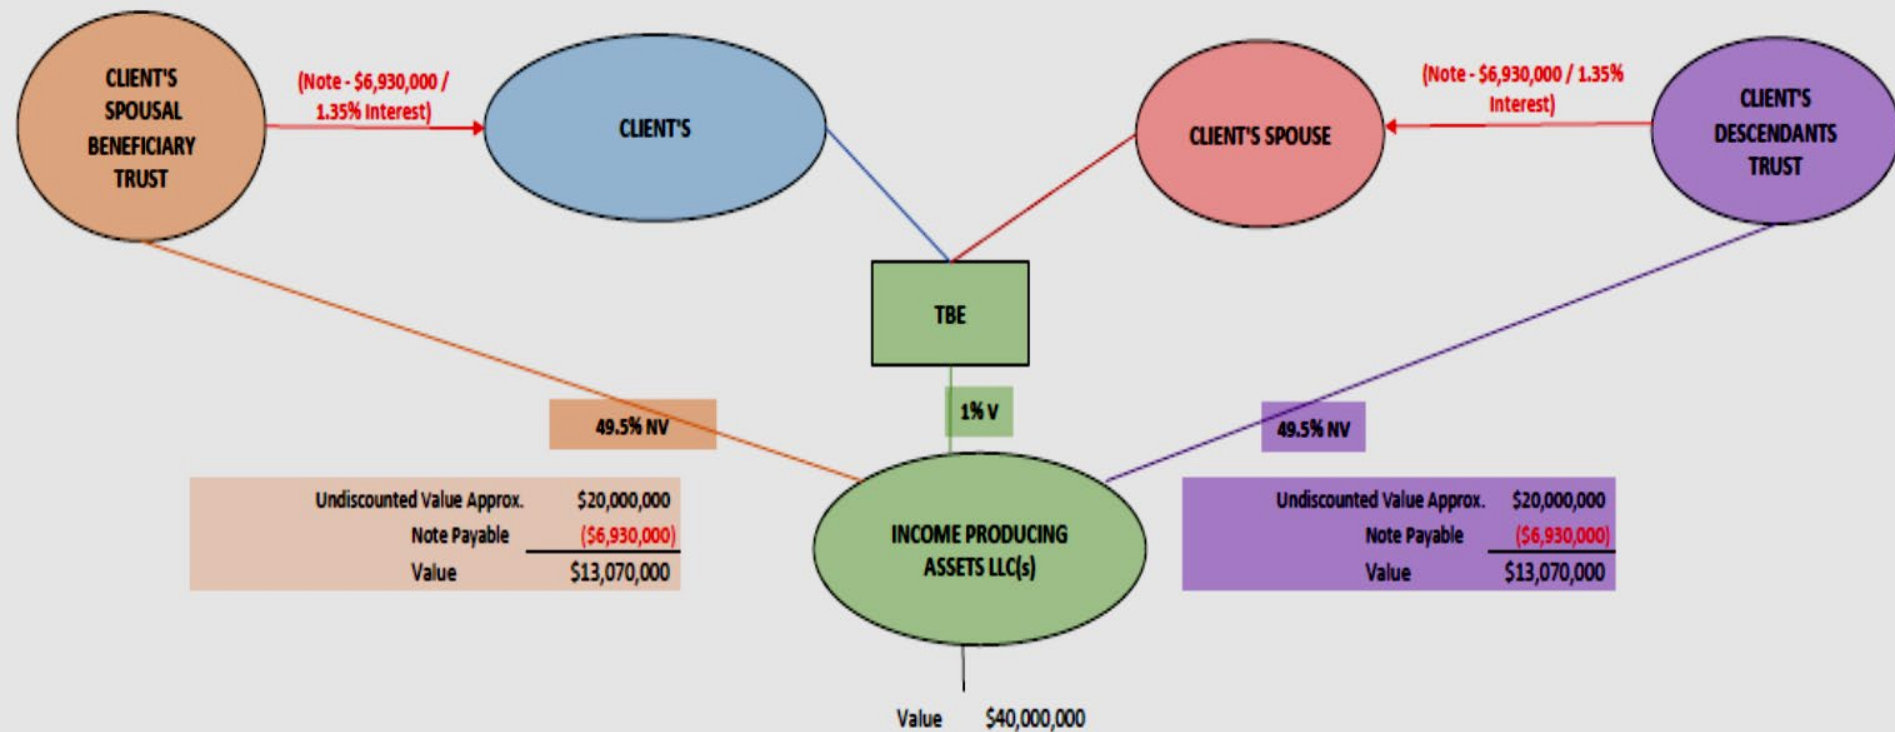 CLIENT'S
SPOUSAL
BENEFICIARY
TRUST
(Note - $6,930,000 /
1.35% Interest)
CLIENT'S
CLIENT'S SPOUSE
(Note - $6,930,000 / 1.35%
Interest)
CLIENT'S
DESCENDANTS
TRUST
TBE
49.5% NV
1% V
49.5% NV
Undiscounted Value Approx. $20,000,000
Note Payable ($6,930,000)
Value $13,070,000
INCOME PRODUCING
ASSETS LLC(s)
Undiscounted Value Approx. $20,000,000
Note Payable ($6,930,000)
Value $13,070,000
Value $40,000,000